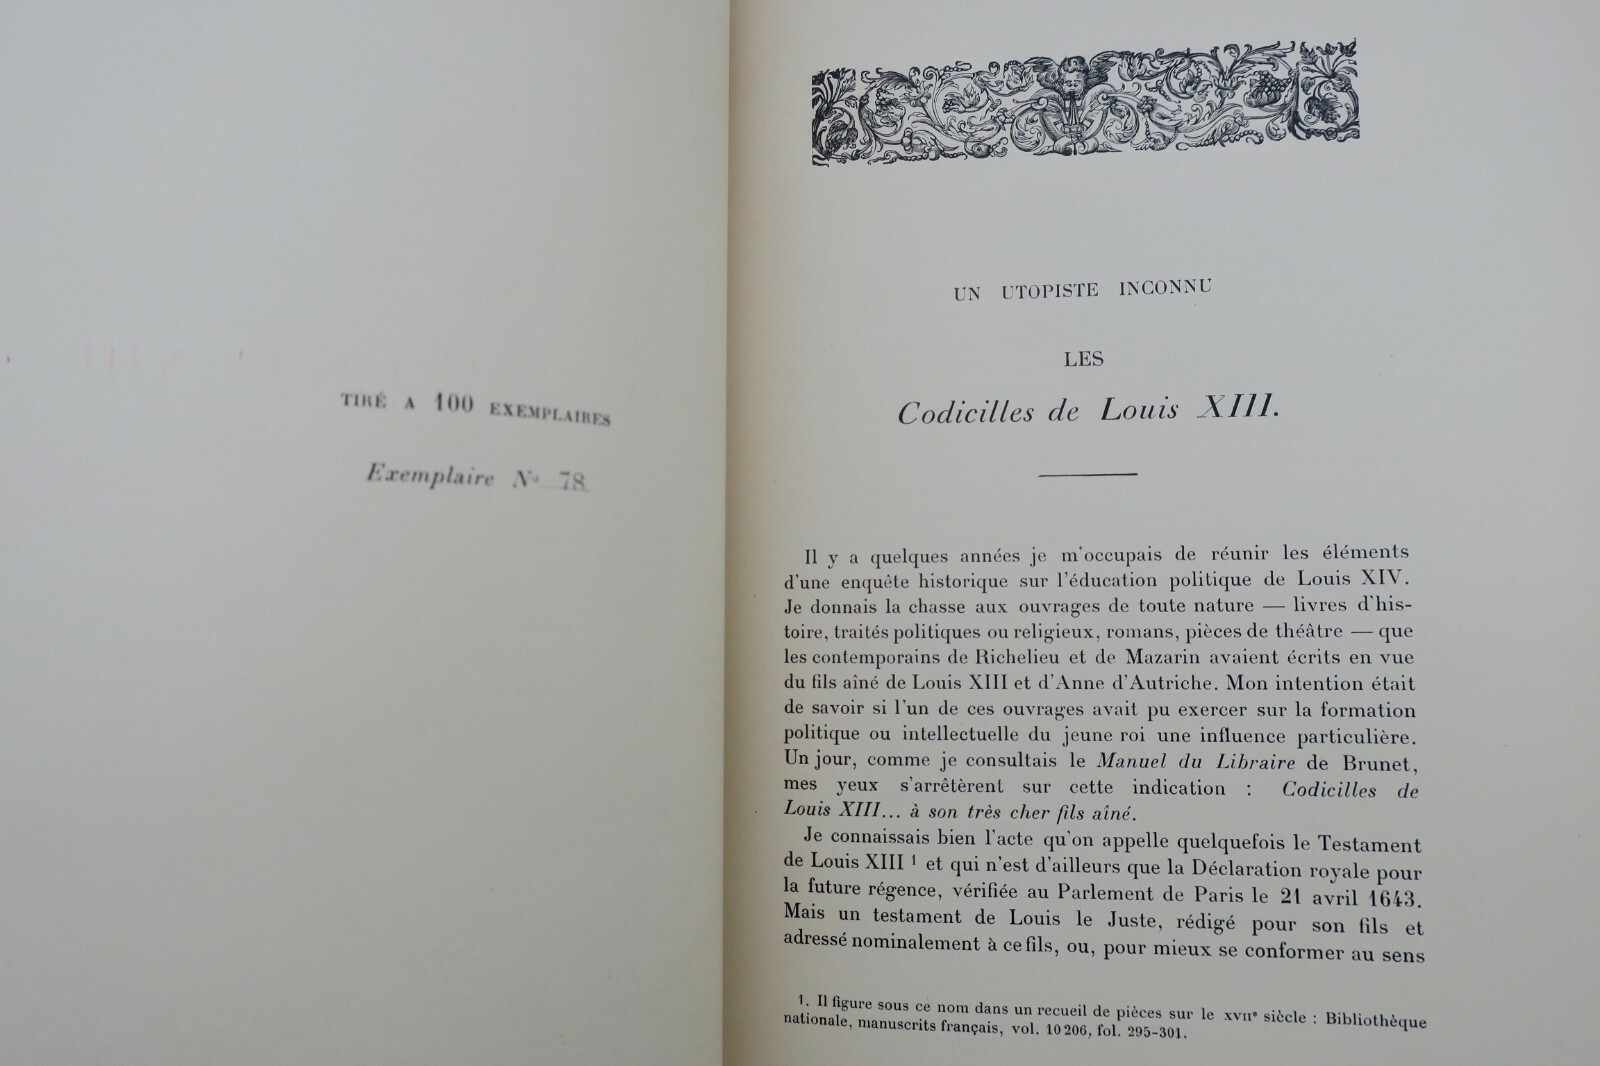 TIRÉ A 100 EXEMPLAIRES
Exemplaire No 78
UN UTOPISTE INCONNU
LES
Codicilles de Louis XIII.
Il y a quelques années je m'occupais de réunir les éléments
d'une enquête historique sur l'éducation politique de Louis XIV.
Je donnais la chasse aux ouvrages de toute nature — livres d'his-
toire, traités politiques ou religieux, romans, pièces de théâtre — que
les contemporains de Richelieu et de Mazarin avaient écrits en vue
du fils aîné de Louis XIII et d'Anne d'Autriche. Mon intention était
de savoir si l'un de ces ouvrages avait pu exercer sur la formation
politique ou intellectuelle du jeune roi une influence particulière.
Un jour, comme je consultais le Manuel du Libraire de Brunet,
mes yeux s'arrêtèrent sur cette indication : Codicilles de
Louis XIII... à son très cher fils aîné.
Je connaissais bien l'acte qu'on appelle quelquefois le Testament
de Louis XIII 1 et qui n'est d'ailleurs que la Déclaration royale pour
la future régence, vérifiée au Parlement de Paris le 21 avril 1643.
Mais un testament de Louis le Juste, rédigé pour son fils et
adressé nominalement à ce fils, ou, pour mieux se conformer au sens
1. Il figure sous ce nom dans un recueil de pièces sur le XVIIe siècle : Bibliothèque
nationale, manuscrits français, vol. 10 206, fol. 295-301.